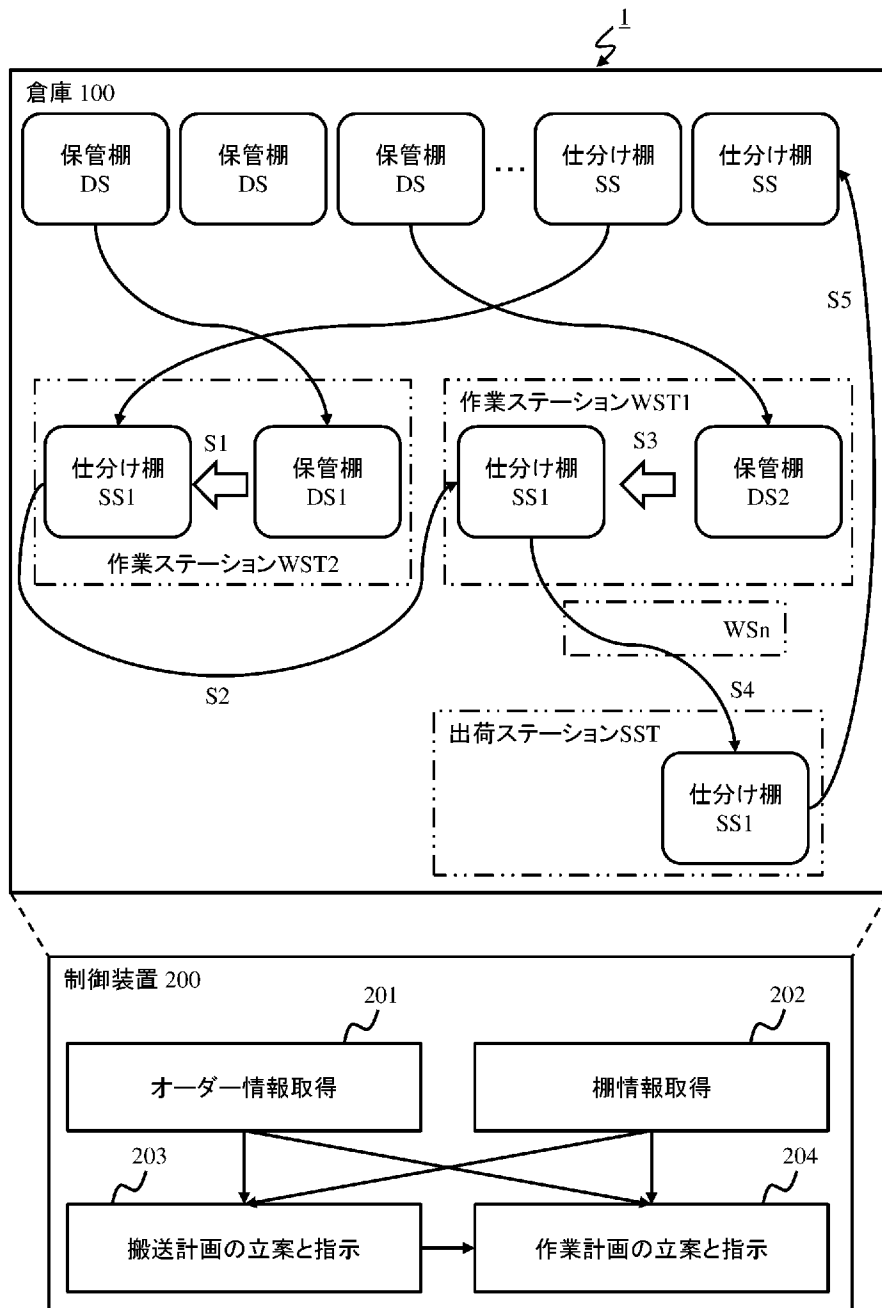 1
倉庫 100
保管棚
DS
保管棚
DS
保管棚
DS
…
仕分け棚
SS
仕分け棚
SS
S5
作業ステーションWST1
S1
仕分け棚
SS1
保管棚
DS1
作業ステーションWST2
仕分け棚
SS1
S3
保管棚
DS2
WSn
S2
S4
出荷ステーションSST
仕分け棚
SS1
制御装置 200
201
202
オーダー情報取得
棚情報取得
203
204
搬送計画の立案と指示
作業計画の立案と指示